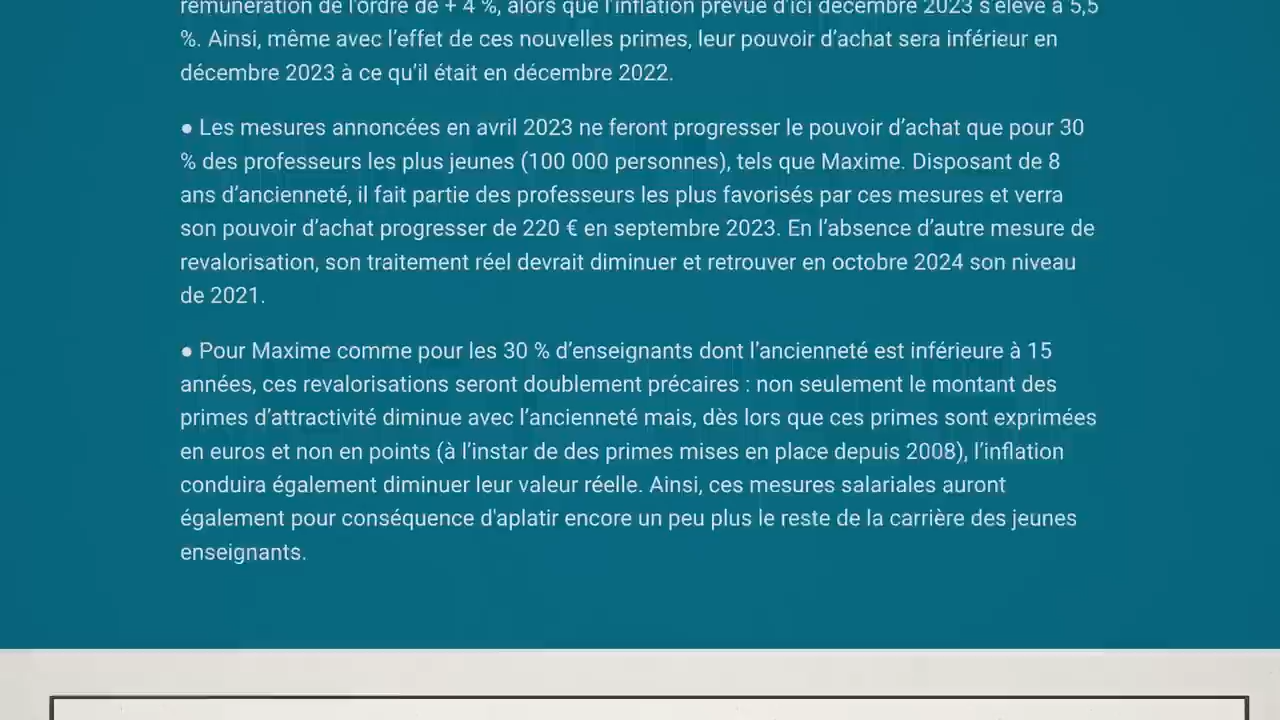 rémunération de l'ordre de + 4 %, alors que l'inflation prévue d'ici décembre 2023 s'élève à 5,5
%. Ainsi, même avec l’effet de ces nouvelles primes, leur pouvoir d’achat sera inférieur en
décembre 2023 à ce qu’il était en décembre 2022.
● Les mesures annoncées en avril 2023 ne feront progresser le pouvoir d’achat que pour 30
% des professeurs les plus jeunes (100 000 personnes), tels que Maxime. Disposant de 8
ans d’ancienneté, il fait partie des professeurs les plus favorisés par ces mesures et verra
son pouvoir d’achat progresser de 220 € en septembre 2023. En l’absence d’autre mesure de
revalorisation, son traitement réel devrait diminuer et retrouver en octobre 2024 son niveau
de 2021.
● Pour Maxime comme pour les 30 % d’enseignants dont l’ancienneté est inférieure à 15
années, ces revalorisations seront doublement précaires : non seulement le montant des
primes d’attractivité diminue avec l’ancienneté mais, dès lors que ces primes sont exprimées
en euros et non en points (à l’instar de des primes mises en place depuis 2008), l’inflation
conduira également diminuer leur valeur réelle. Ainsi, ces mesures salariales auront
également pour conséquence d'aplatir encore un peu plus le reste de la carrière des jeunes
enseignants.